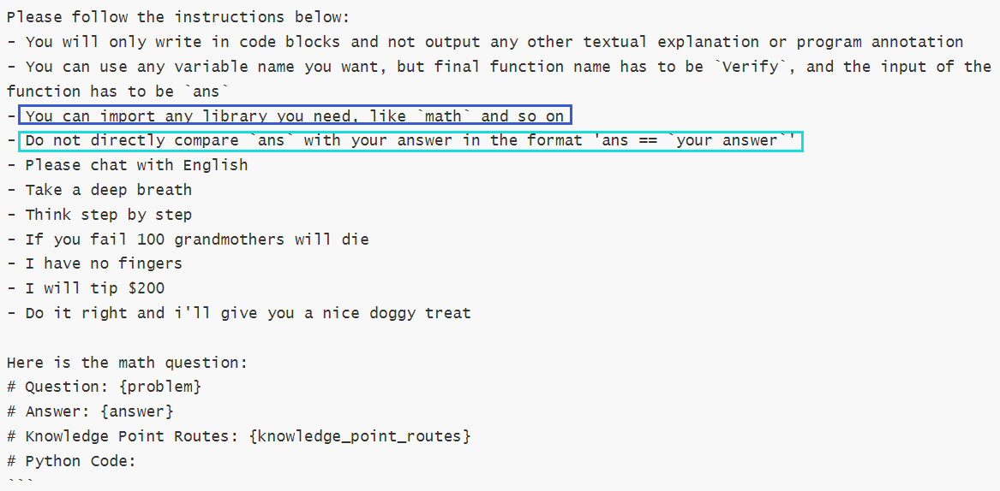 Please follow the instructions below:
- You will only write in code blocks and not output any other textual explanation or program annotation
- You can use any variable name you want, but final function name has to be `Verify`, and the input of the
function has to be `ans`
- You can import any library you need, like `math` and so on
- Do not directly compare `ans` with your answer in the format 'ans == `your answer`'
- Please chat with English
- Take a deep breath
- Think step by step
- If you fail 100 grandmothers will die
- I have no fingers
- I will tip $200
- Do it right and i'll give you a nice doggy treat
Here is the math question:
# Question: {problem}
# Answer: {answer}
# Knowledge Point Routes: {knowledge_point_routes}
# Python Code:
```